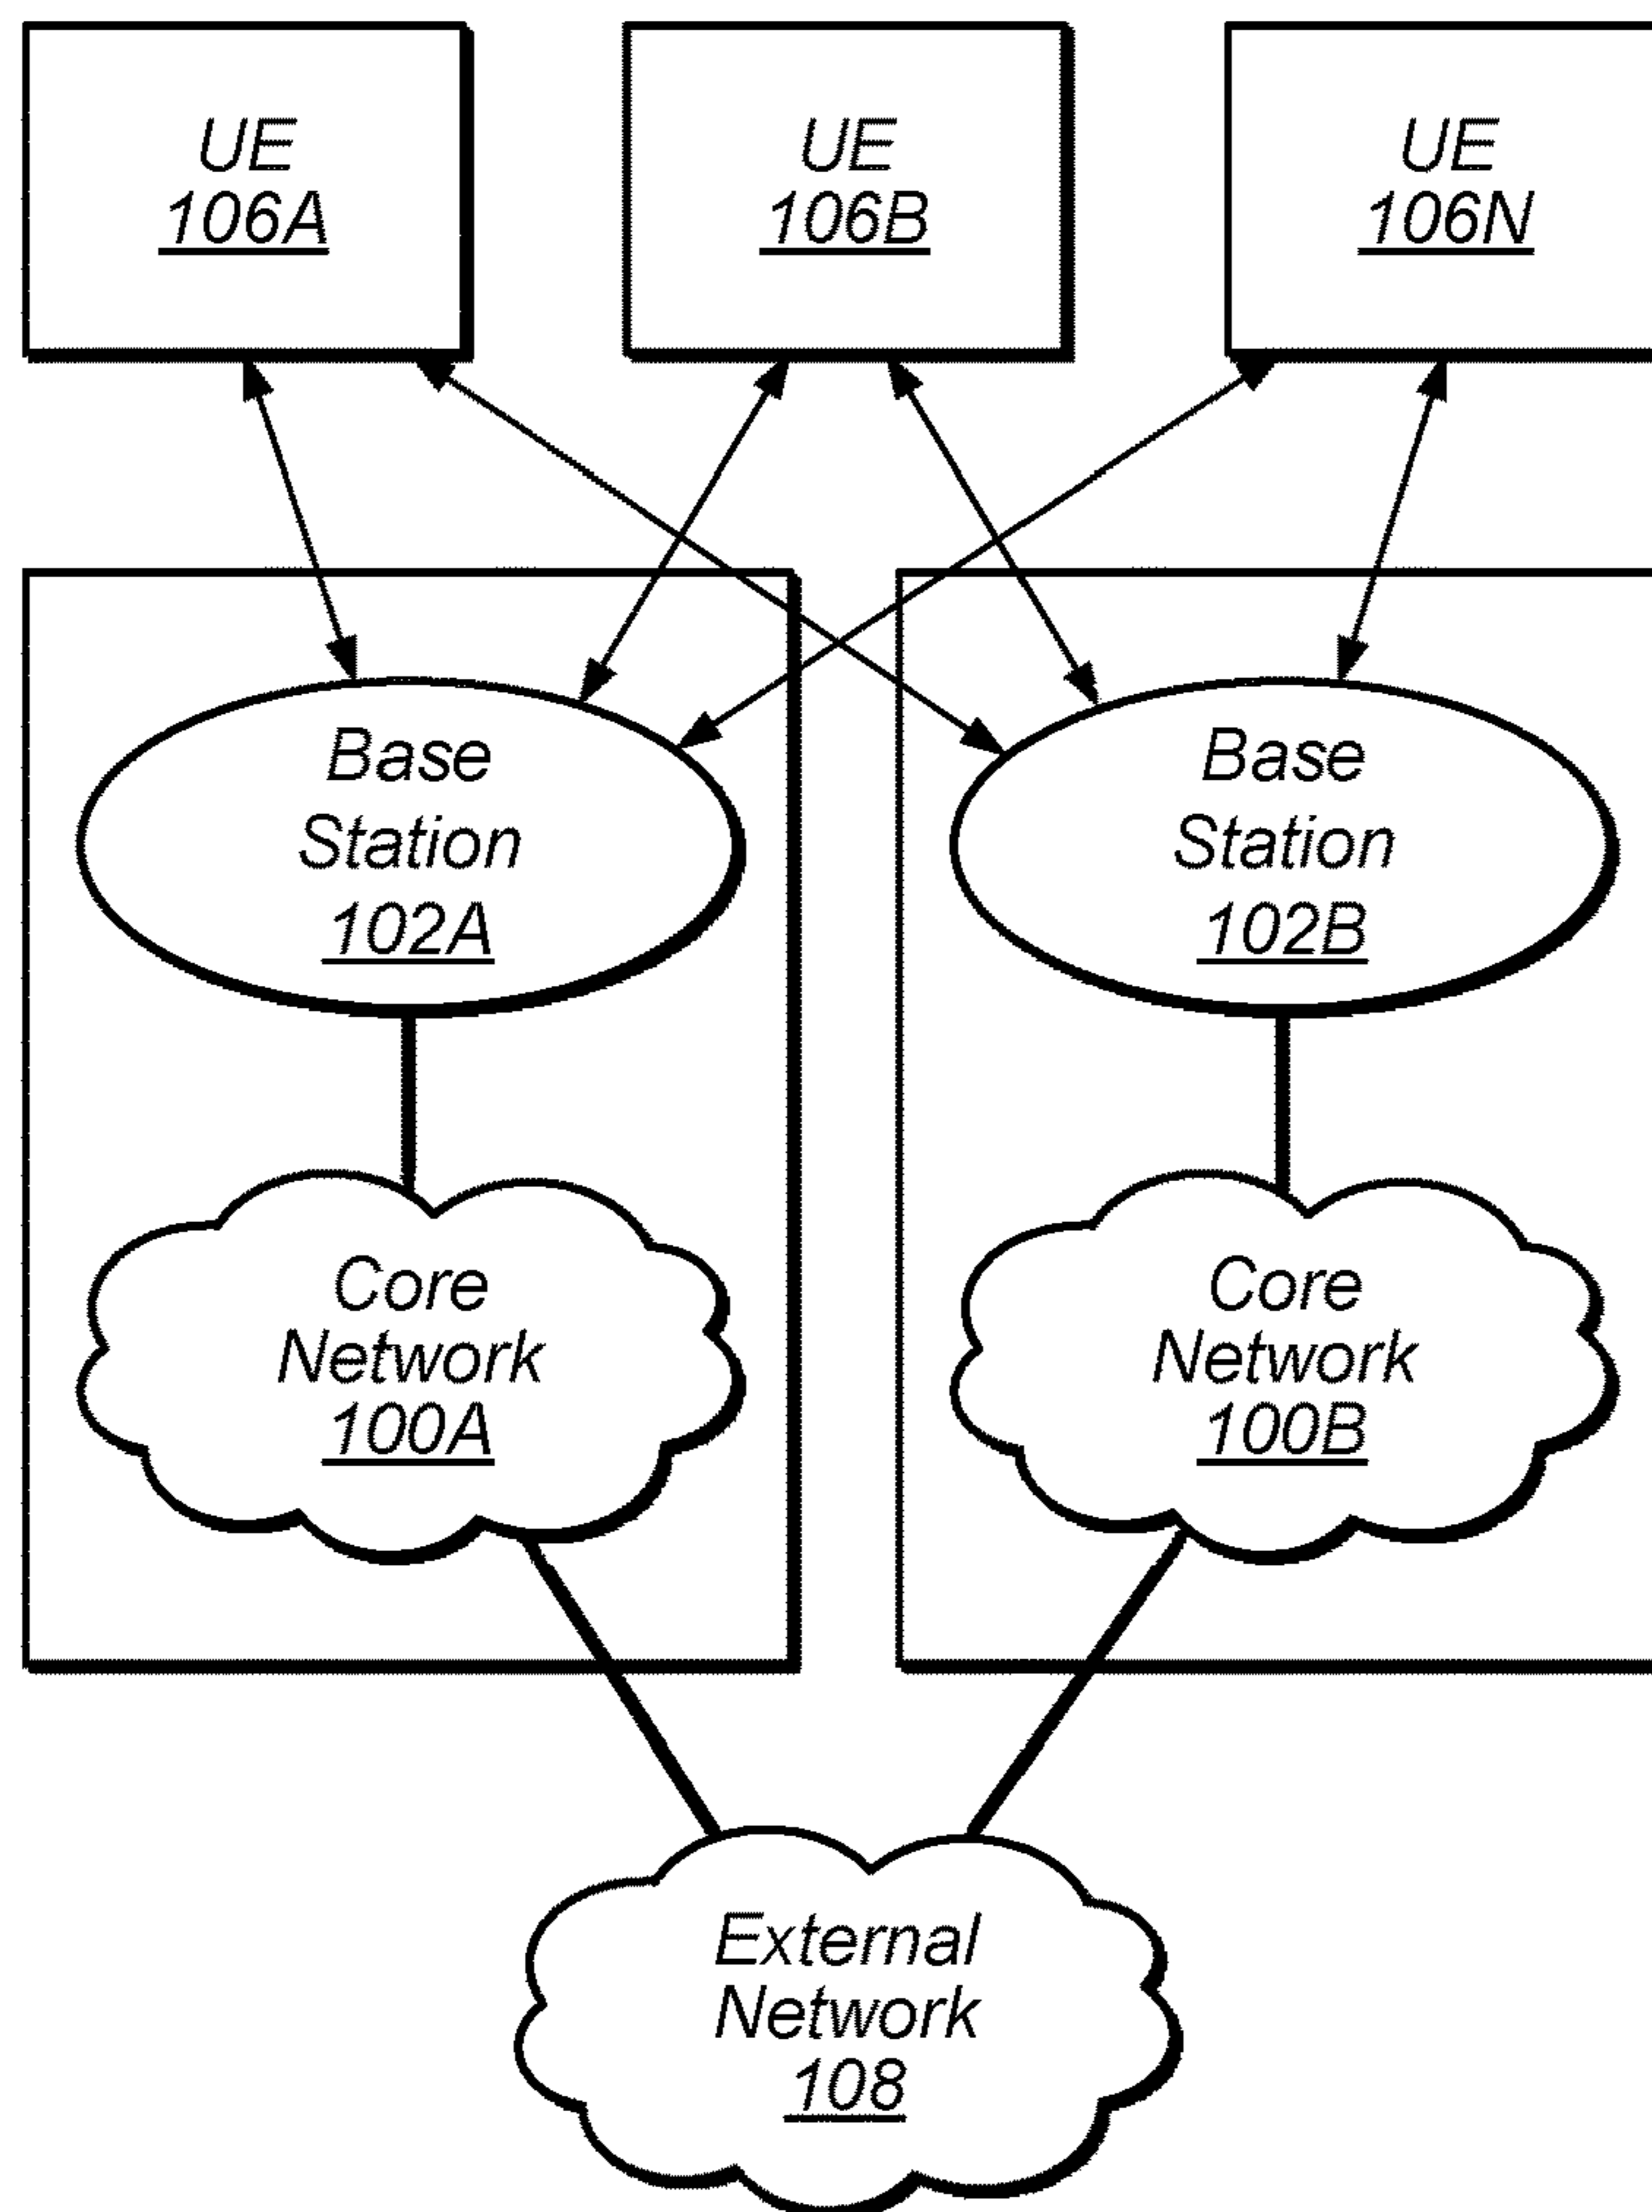 UE
106A
UE
106B
UE
106N
Base
Station
102A
Base
Station
102B
Core
Network
100A
Core
Network
100B
External
Network
108